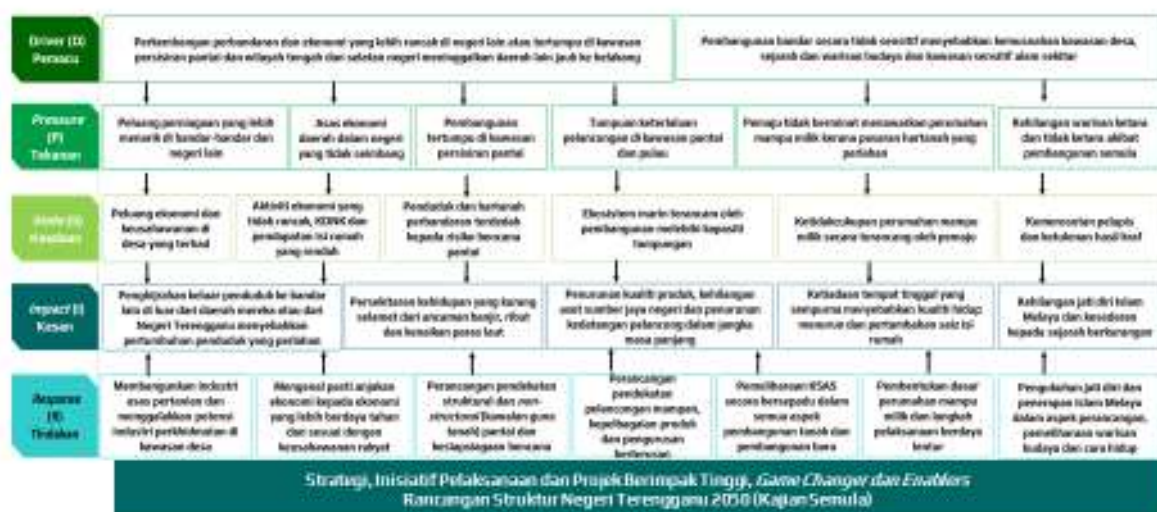 Driver (D)
Pemacu
Perkembangan perbandaran dan ekonomi yang lebih rancak di negeri lain atau tertumpu di kawasan
persisiran pantai dan wilayah tengah dan selatan negeri meninggalkan daerah lain jauh ke belakang
Pembangunan bandar secara tidak sensitif menyebabkan kemusnahan kawasan desa,
sejarah dan warisan budaya dan kawasan sensitif alam sekitar
Pressure
(P)
Tekanan
Peluang perniagaan yang lebih
menarik di bandar-bandar dan
negeri lain
Asas ekonomi
daerah dalam negeri
yang tidak seimbang
Pembangunan
tertumpu di kawasan
persisiran pantai
Tumpuan keterlaluan
pelancongan di kawasan pantai
dan pulau
Pemaju tidak berminat menawarkan perumahan
mampu milik kerana pasaran hartanah yang
perlahan
Kehilangan warisan ketara
dan tidak ketara akibat
pembangunan semula
State (S)
Keadaan
Peluang ekonomi dan
keusahawanan di
desa yang terhad
Aktiviti ekonomi yang
tidak rancak, KDNK dan
pendapatan isi rumah
yang rendah
Penduduk dan hartanah
perbandaran terdedah
kepada risiko bencana
pantai
Ekosistem marin terancam oleh
pembangunan melebihi kapasiti
tampungan
Ketidakcukupan perumahan mampu
milik secara terancang oleh pemaju
Kemerosotan pelapis
dan ketulenan hasil kraf
Impact (I)
Kesan
Penghijrahan keluar penduduk ke bandar
lain di luar dari daerah mereka atau dari
Negeri Terengganu menyebabkan
pertumbuhan penduduk yang perlahan
Persekitaran kehidupan yang kurang
selamat dari ancaman banjir, ribut
dan kenaikan paras laut
Penurunan kualiti produk, kehilangan
aset sumber jaya negeri dan penurunan
kedatangan pelancong dalam jangka
masa panjang
Ketiadaan tempat tinggal yang
sempurna menyebabkan kualiti hidup
menurun dan pertambahan saiz isi
rumah
Kehilangan jati diri Islam
Melayu dan kesedaran
kepada sejarah berkurangan
Response
(R)
Tindakan
Membangunkan industri
asas pertanian dan
menggalakkan potensi
industri perkhidmatan di
kawasan desa
Mengenal pasti anjakan
ekonomi kepada ekonomi
yang lebih berdaya tahan
dan sesuai dengan
keusahawanan rakyat
Perancangan pendekatan
struktural dan non-
structural (kawalan guna
tanah) pantai dan
kesiapsiagaan bencana
Perancangan
pendekatan
pelancongan mampan,
kepelbagaian produk
dan pengurusan
berterusan
Pemeliharaan KSAS
secara bersepadu dalam
semua aspek
pembangunan tanah dan
pembangunan baru
Pembentukan dasar
perumahan mampu
milik dan langkah
pelaksanaan berdaya
lentur
Pengukuhan jati diri dan
penerapan Islam Melayu
dalam aspek perancangan,
pemeliharaan warisan
budaya dan cara hidup
Strategi, Inisiatif Pelaksanaan dan Projek Berimpak Tinggi, Game Changer dan Enablers
Rancangan Struktur Negeri Terengganu 2050 (Kajian Semula)